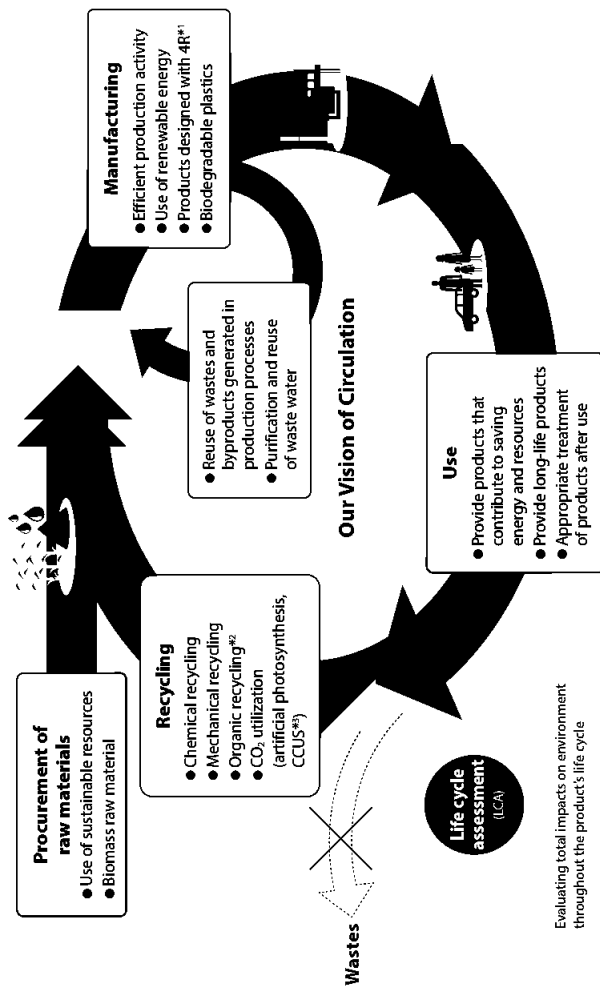 Procurement of
raw materials
● Use of sustainable resources
● Biomass raw material
Manufacturing
● Efficient production activity
● Use of renewable energy
● Products designed with 4R*1
● Biodegradable plastics
Recycling
● Chemical recycling
● Mechanical recycling
● Organic recycling*2
● CO2 utilization
(artificial photosynthesis,
CCUS*3)
● Reuse of wastes and
byproducts generated in
production processes
● Purification and reuse
of waste water
Our Vision of Circulation
Wastes
Use
● Provide products that
contribute to saving
energy and resources
● Provide long-life products
● Appropriate treatment
of products after use
Life cycle
assessment
(LCA)
Evaluating total impacts on environment
throughout the product's life cycle